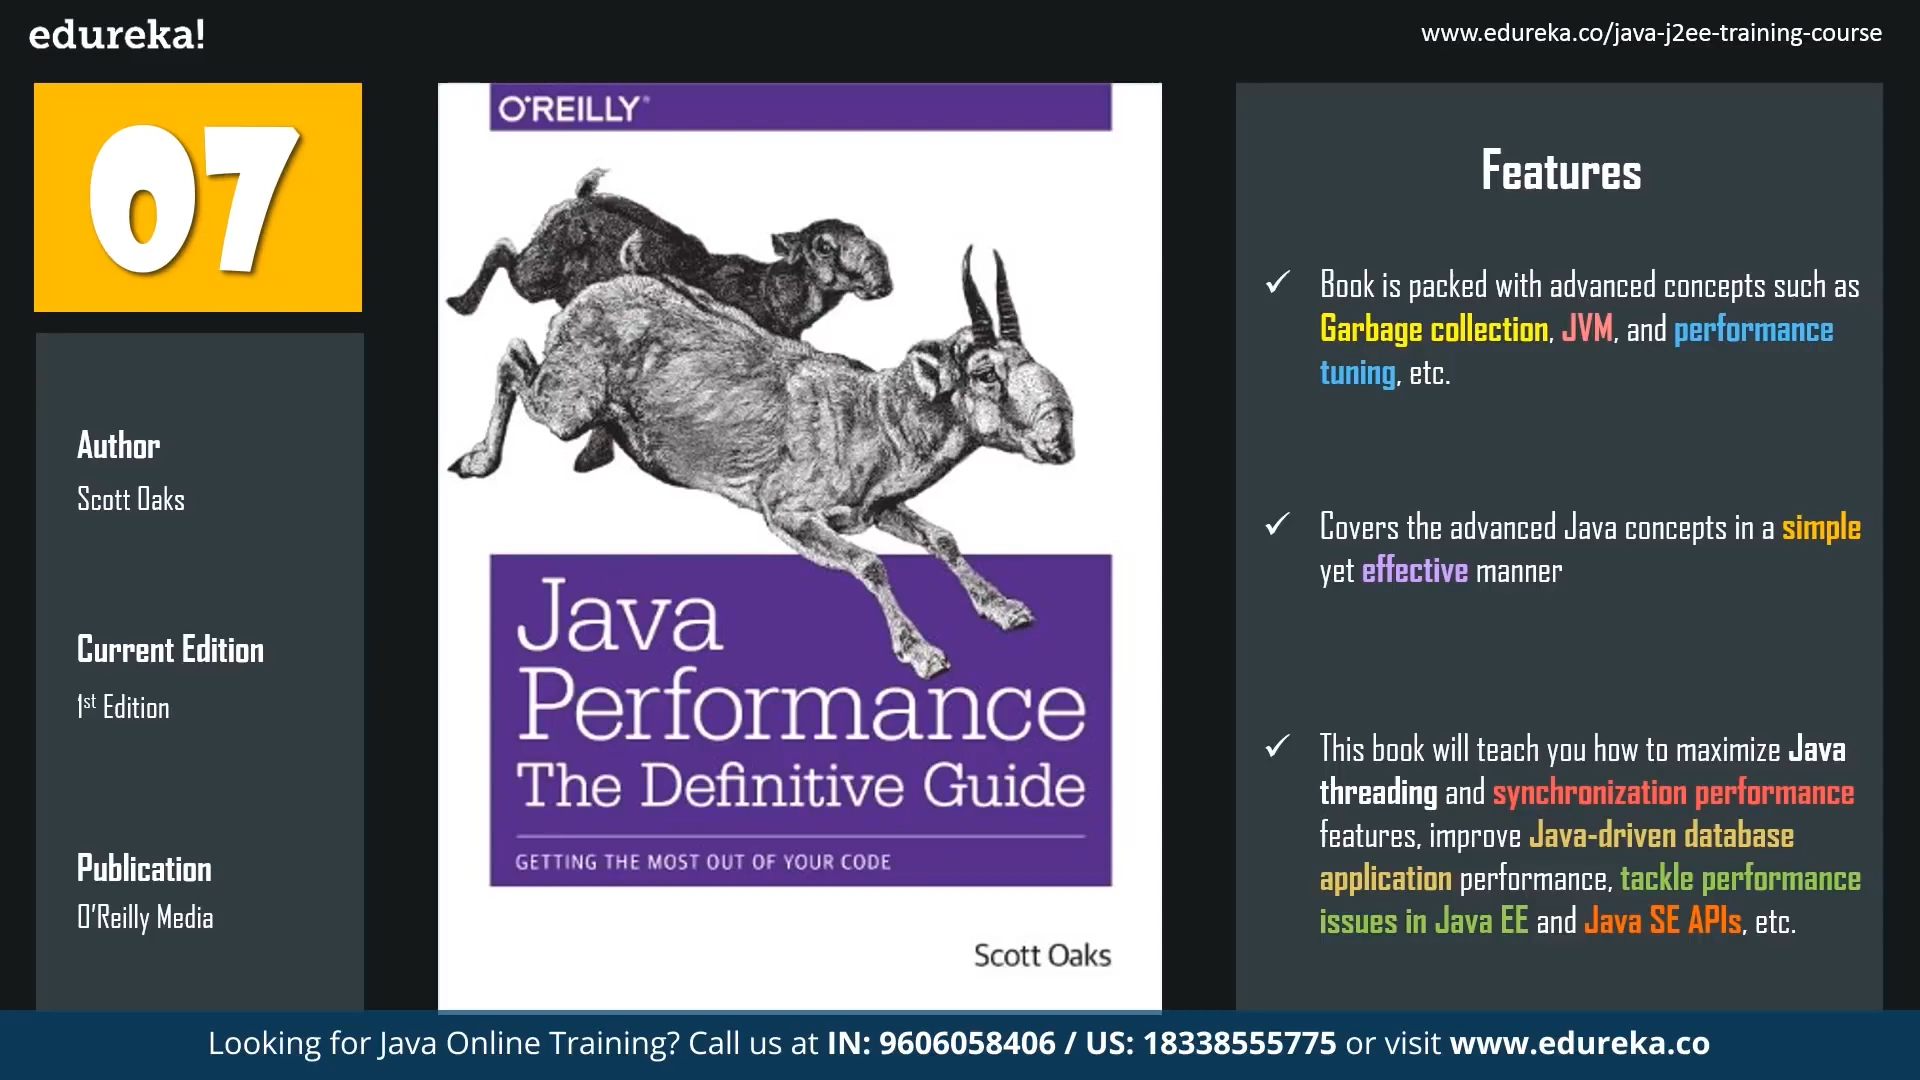 edureka!
www.edureka.co/java-j2ee-training-course
07
Author
Scott Oaks
Current Edition
1st Edition
Publication
O'Reilly Media
O'REILLY®
Java
Performance
The Definitive Guide
GETTING THE MOST OUT OF YOUR CODE
Scott Oaks
Features
✓ Book is packed with advanced concepts such as
Garbage collection, JVM, and performance
tuning, etc.
✓ Covers the advanced Java concepts in a simple
yet effective manner
✓ This book will teach you how to maximize Java
threading and synchronization performance
features, improve Java-driven database
application performance, tackle performance
issues in Java EE and Java SE APIs, etc.
Looking for Java Online Training? Call us at IN: 9606058406 / US: 18338555775 or visit www.edureka.co